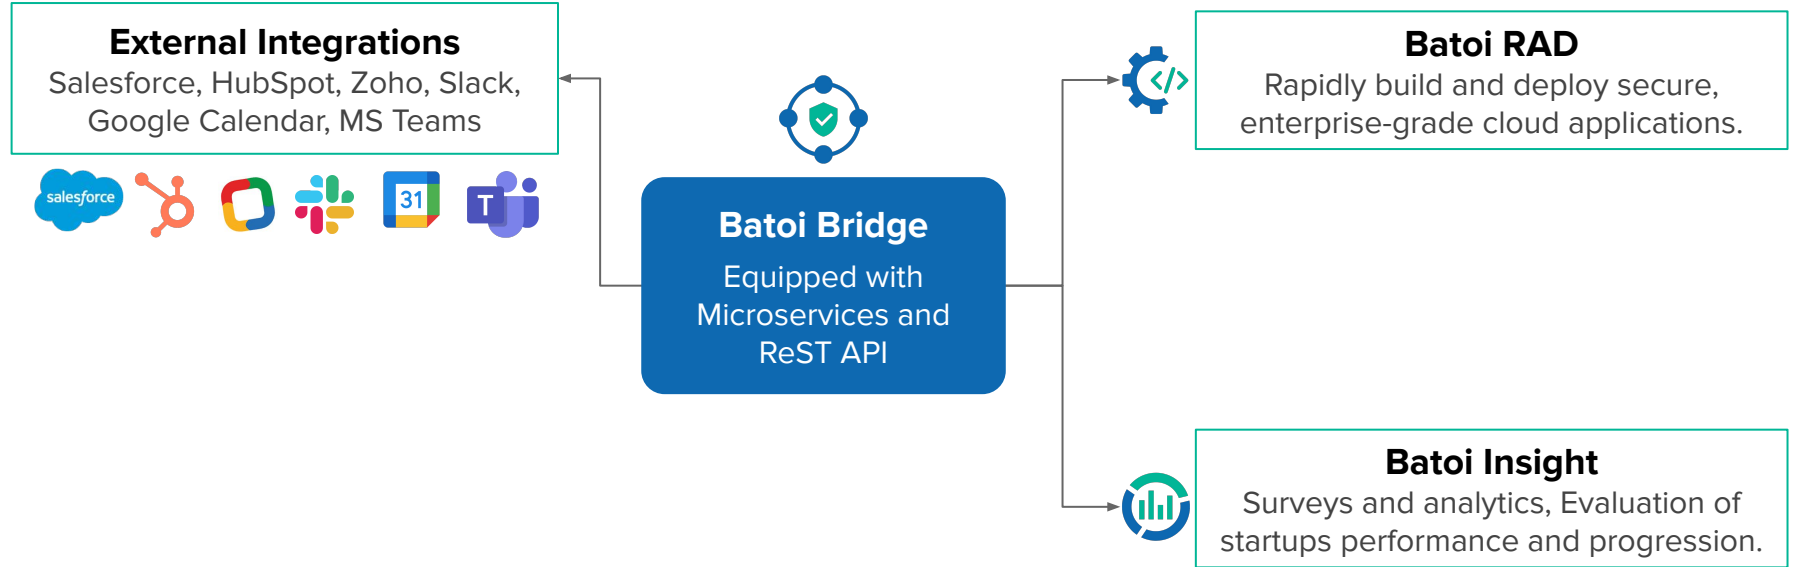 External Integrations
Salesforce, HubSpot, Zoho, Slack,
Google Calendar, MS Teams
salesforce
31
T
Batoi Bridge
Equipped with
Microservices and
ReST API
</>
Batoi RAD
Rapidly build and deploy secure,
enterprise-grade cloud applications.
Batoi Insight
Surveys and analytics, Evaluation of
startups performance and progression.